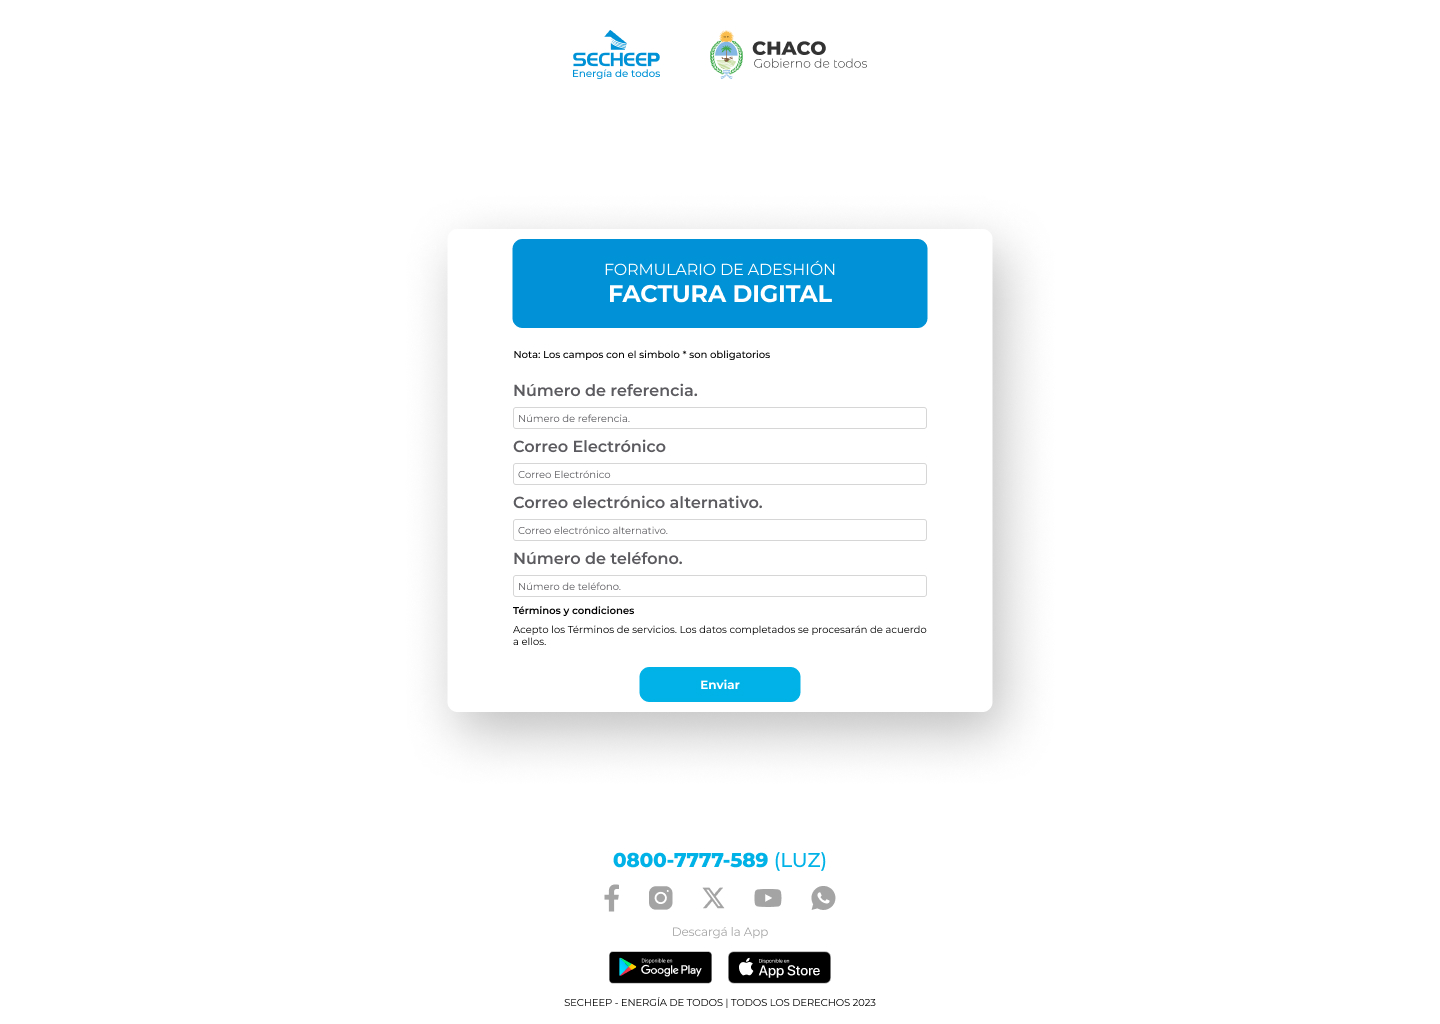 SECHEEP
Energía de todos
CHACO
Gobierno de todos
FORMULARIO DE ADESHIÓN
FACTURA DIGITAL
Nota: Los campos con el simbolo * son obligatorios
Número de referencia.
Número de referencia.
Correo Electrónico
Correo Electrónico
Correo electrónico alternativo.
Correo electrónico alternativo.
Número de teléfono.
Número de teléfono.
Términos y condiciones
Acepto los Términos de servicios. Los datos completados se procesarán de acuerdo
a ellos.
Enviar
0800-7777-589 (LUZ)
Descargá la App
Disponible en
Google Play
Disponible en
App Store
SECHEEP - ENERGÍA DE TODOS | TODOS LOS DERECHOS 2023